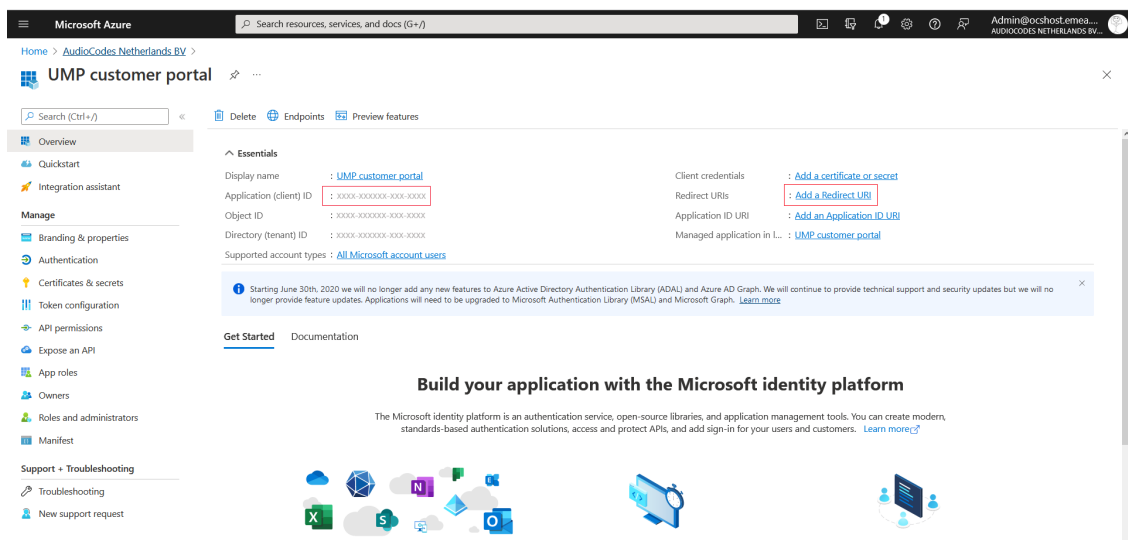 Microsoft Azure
Search resources, services, and docs (G+/)
1
Admin@ocshost.emea....
AUDIOCODES NETHERLANDS BV...
Home > AudioCodes Netherlands BV >
UMP customer portal
Search (Ctrl+/)
«
Delete
Endpoints
Preview features
Overview
Quickstart
Integration assistant
Manage
Branding & properties
Authentication
Certificates & secrets
Token configuration
API permissions
Expose an API
App roles
Owners
Roles and administrators
Manifest
Support + Troubleshooting
Troubleshooting
New support request
Essentials
Display name : UMP customer portal
Application (client) ID : xxxx-xxxxxx-xxx-xxxx
Object ID : xxxx-xxxxxx-xxx-xxxx
Directory (tenant) ID : xxxx-xxxxxx-xxx-xxxx
Supported account types : All Microsoft account users
Client credentials : Add a certificate or secret
Redirect URIs : Add a Redirect URI
Application ID URI : Add an Application ID URI
Managed application in l... : UMP customer portal
Starting June 30th, 2020 we will no longer add any new features to Azure Active Directory Authentication Library (ADAL) and Azure AD Graph. We will continue to provide technical support and security updates but we will no
longer provide feature updates. Applications will need to be upgraded to Microsoft Authentication Library (MSAL) and Microsoft Graph. Learn more
Get Started
Documentation
Build your application with the Microsoft identity platform
The Microsoft identity platform is an authentication service, open-source libraries, and application management tools. You can create modern,
standards-based authentication solutions, access and protect APIs, and add sign-in for your users and customers. Learn more
N
X
S
O